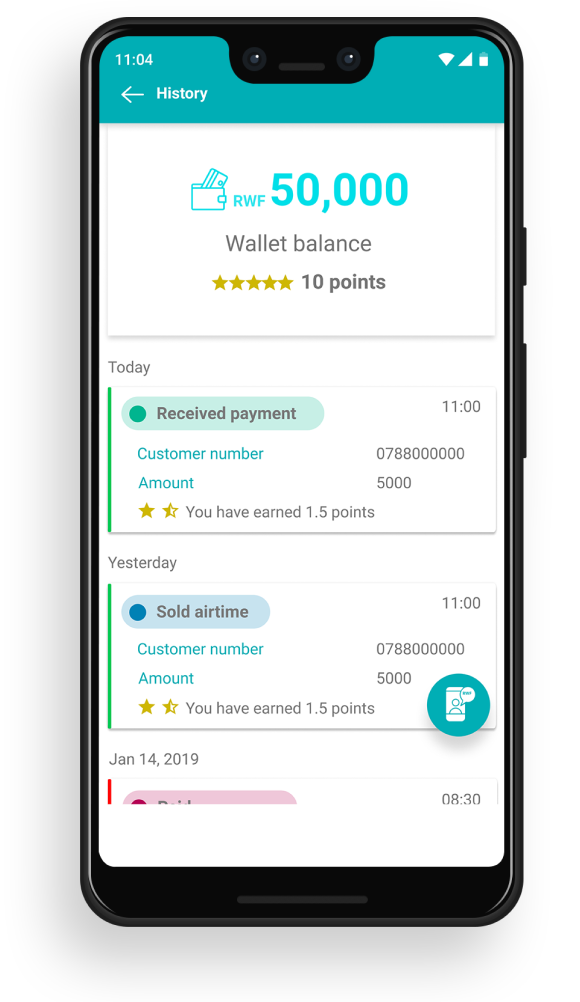 11:04
History
RWF 50,000
Wallet balance
10 points
Today
Received payment 11:00
Customer number 0788000000
Amount 5000
You have earned 1.5 points
Yesterday
Sold airtime 11:00
Customer number 0788000000
Amount 5000
RWF
You have earned 1.5 points
Jan 14, 2019
08:30